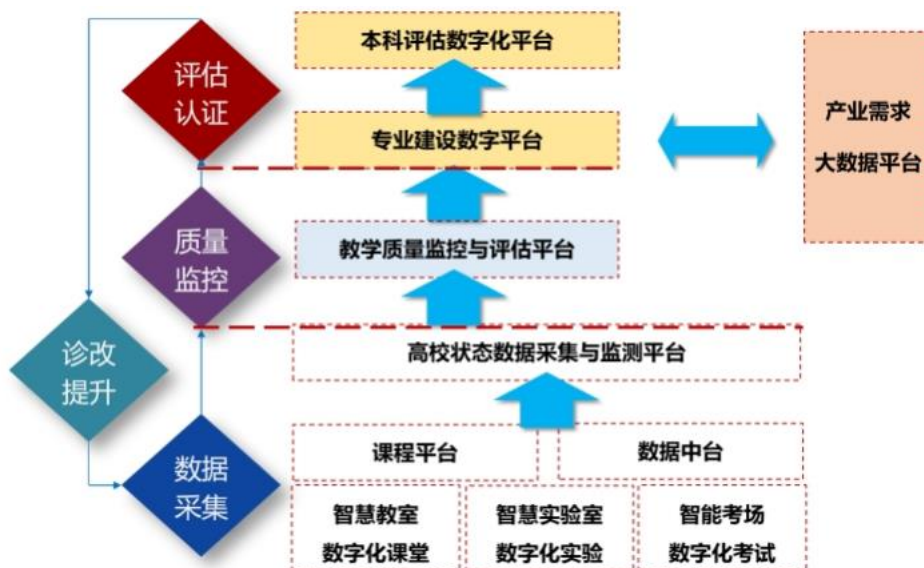 评估
认证
本科评估数字化平台
专业建设数字平台
产业需求
大数据平台
质量
监控
教学质量监控与评估平台
诊改
提升
高校状态数据采集与监测平台
数据
采集
课程平台
数据中台
智慧教室
数字化课堂
智慧实验室
数字化实验
智能考场
数字化考试